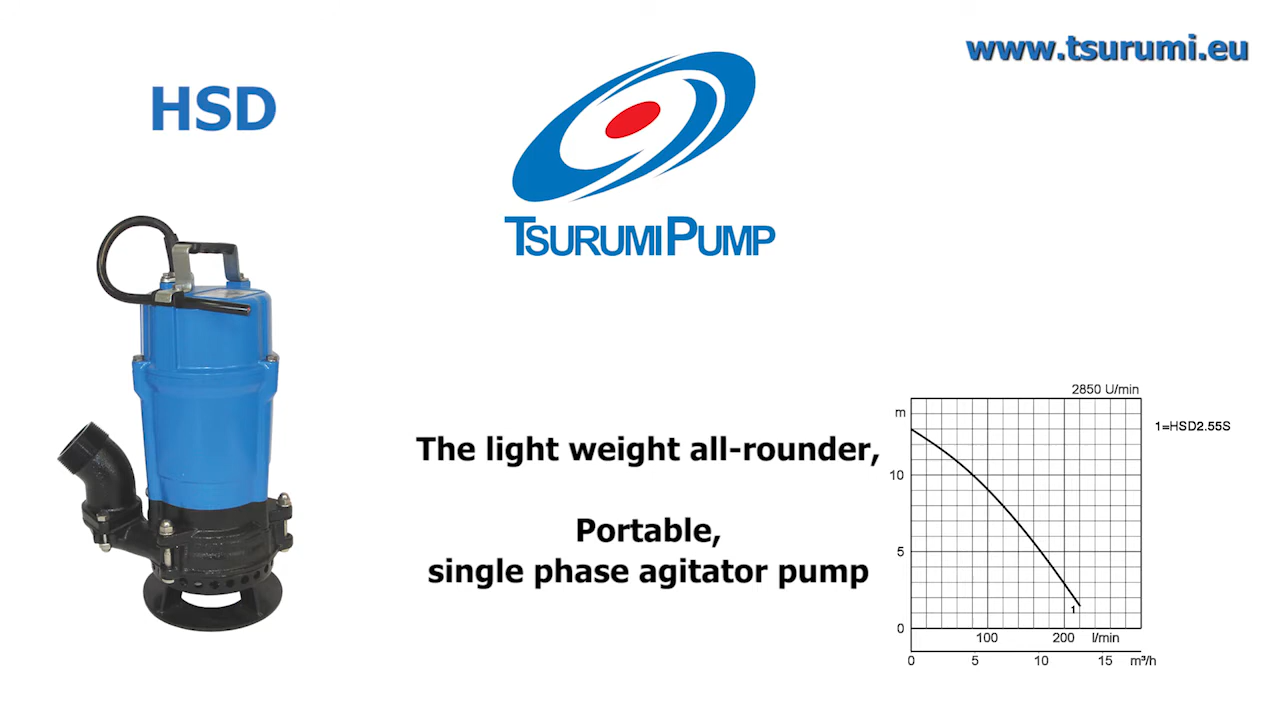 www.tsurumi.eu
HSD
TSURUMI PUMP
The light weight all-rounder,
Portable,
single phase agitator pump
2850 U/min
m
1=HSD2.55S
10
5
1
0
100 200 l/min
0 5 10 15 m³/h